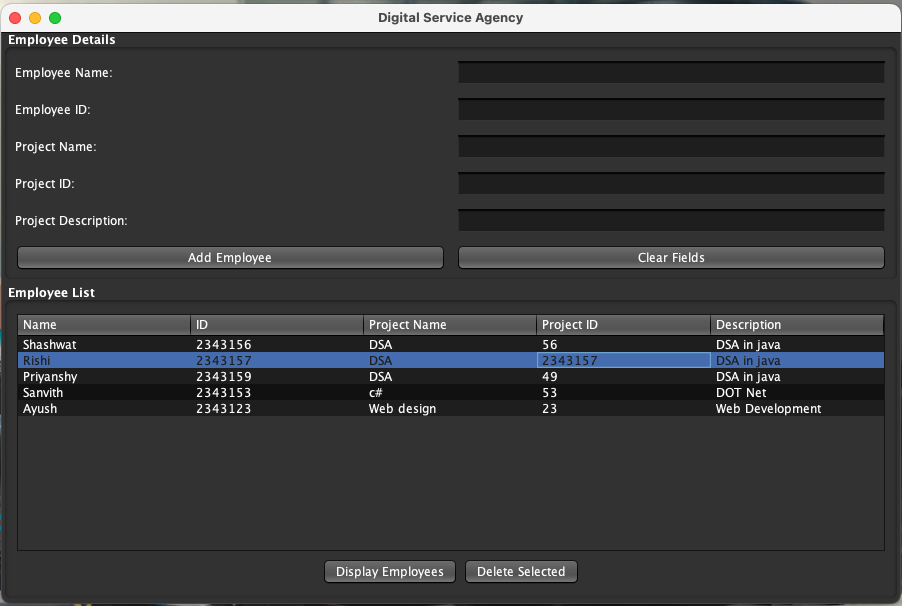 Digital Service Agency
Employee Details
Employee Name:
Employee ID:
Project Name:
Project ID:
Project Description:
Add Employee Clear Fields
Employee List
Name ID Project Name Project ID Description
Shashwat 2343156 DSA 56 DSA in java
Rishi 2343157 DSA 2343157 DSA in java
Priyanshy 2343159 DSA 49 DSA in java
Sanvith 2343153 c# 53 DOT Net
Ayush 2343123 Web design 23 Web Development
Display Employees Delete Selected